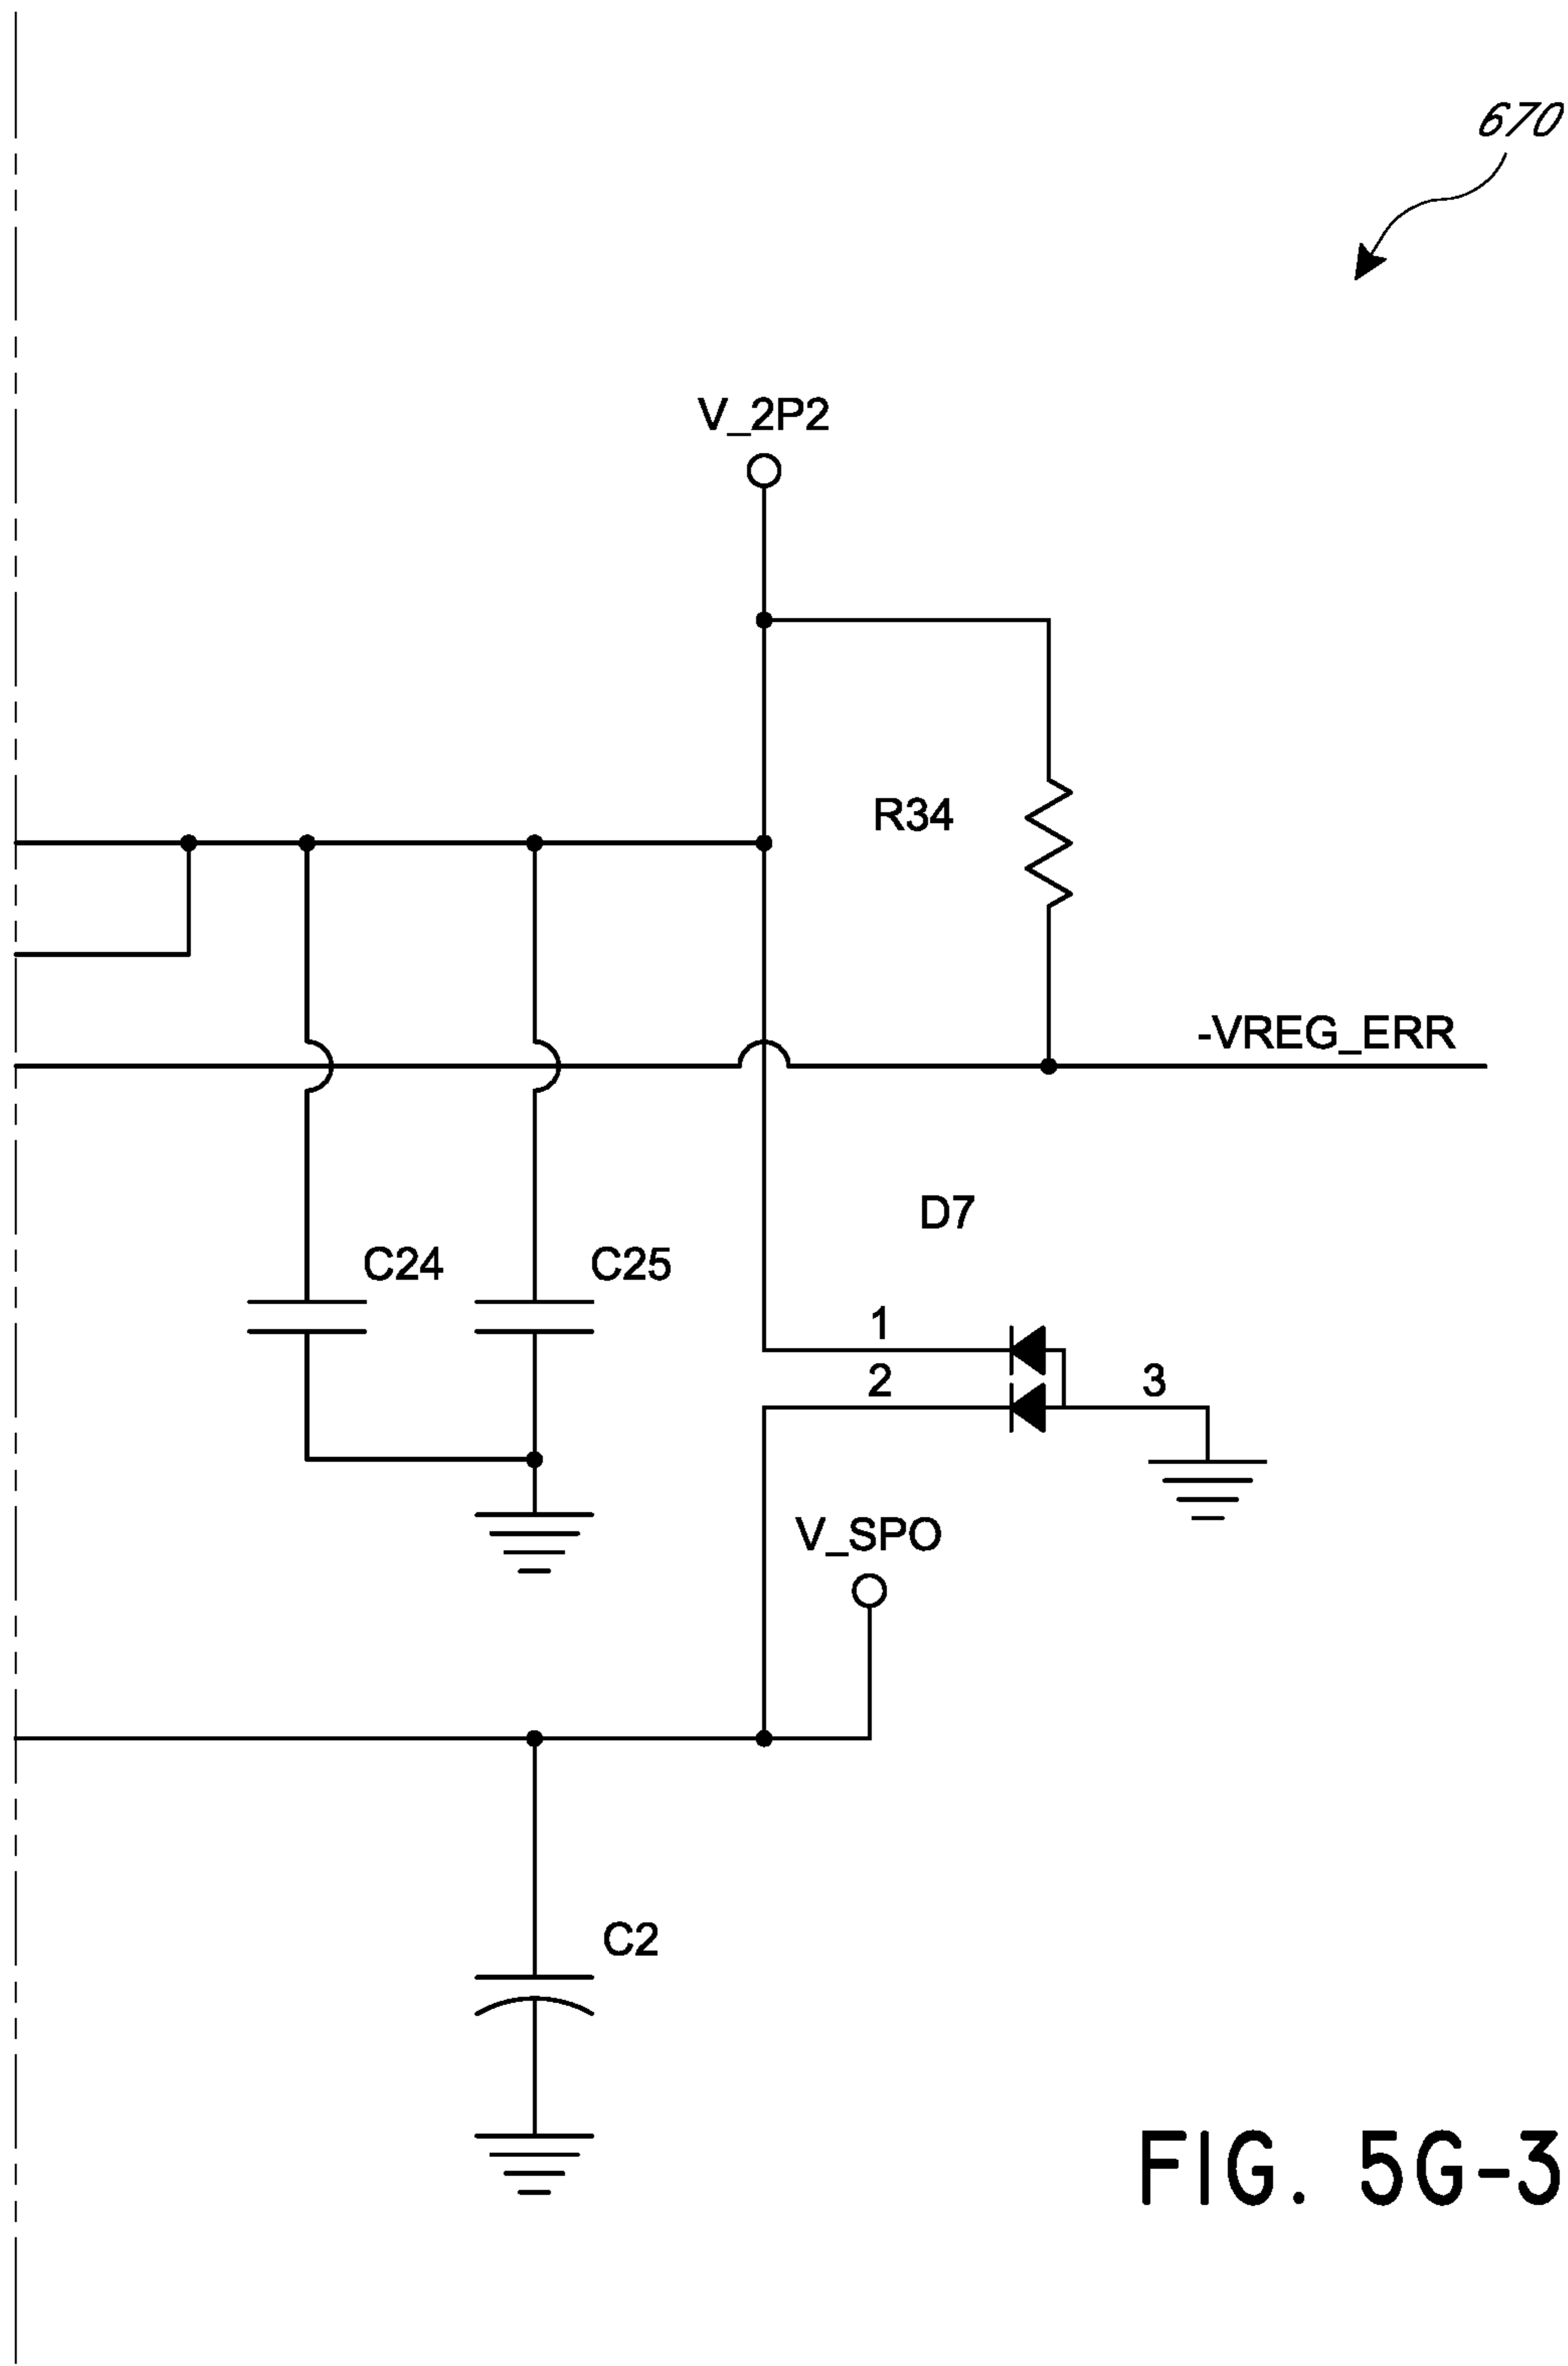 670
V_2P2
R34
-VREG_ERR
D7
C24
C25
1
2
3
V_SPO
C2
FIG. 5G-3